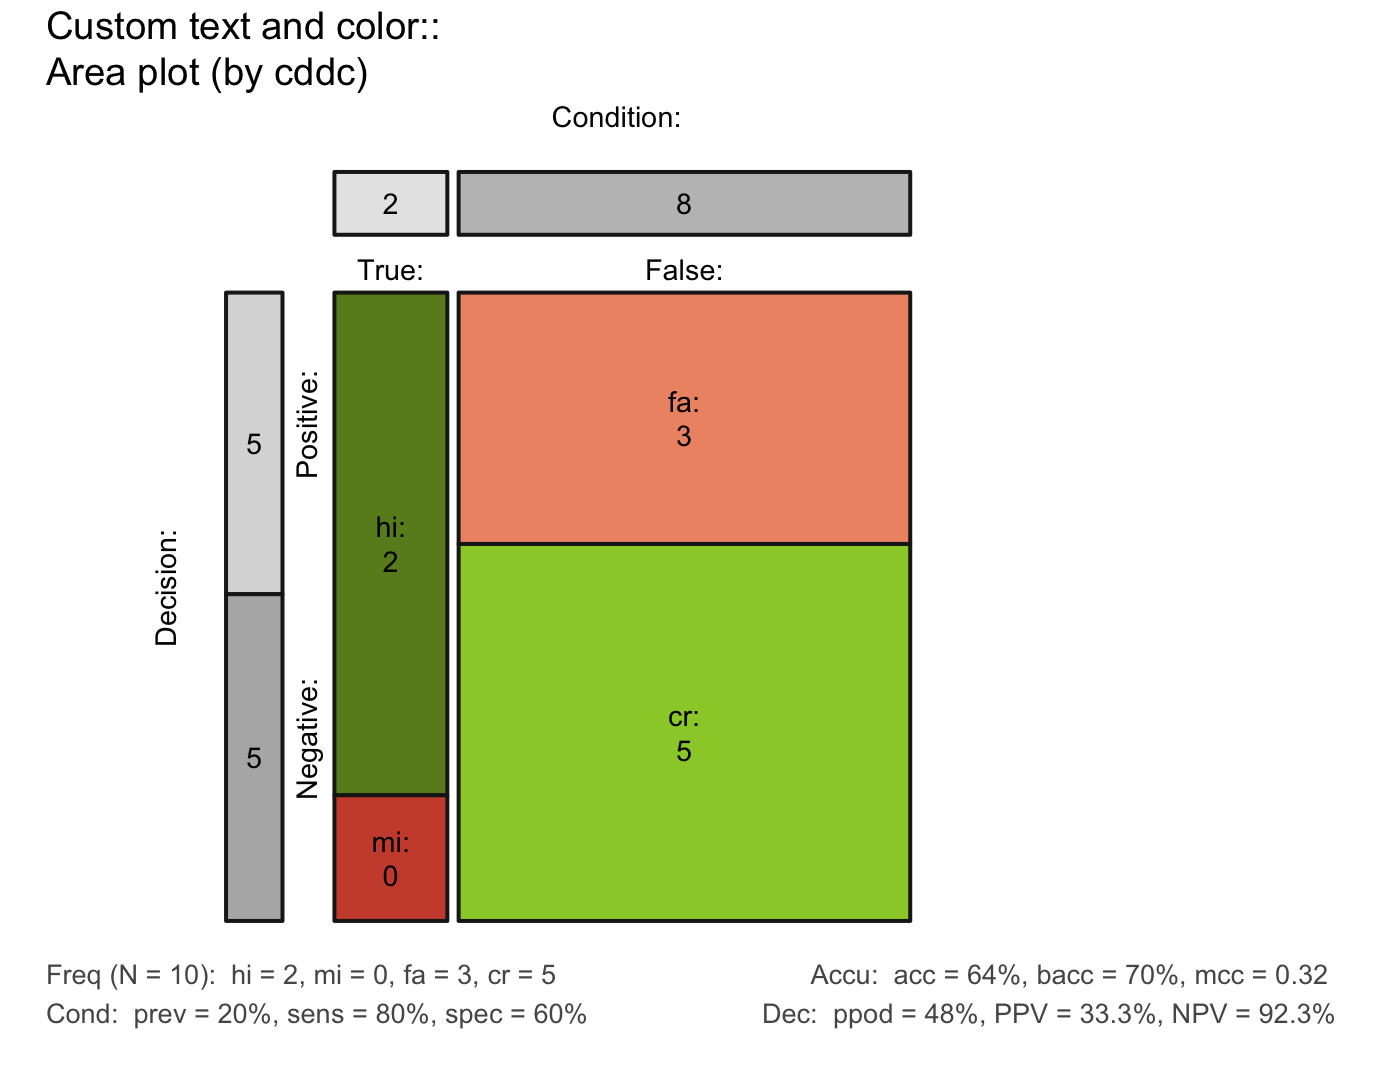 Custom text and color::
Area plot (by cddc)
Condition:
2
8
True:
False:
Decision:
5
Positive:
5
Negative:
hi:
2
mi:
0
fa:
3
cr:
5
Freq (N = 10):  hi = 2, mi = 0, fa = 3, cr = 5
Cond:  prev = 20%, sens = 80%, spec = 60%
Accu:  acc = 64%, bacc = 70%, mcc = 0.32
Dec:  ppod = 48%, PPV = 33.3%, NPV = 92.3%